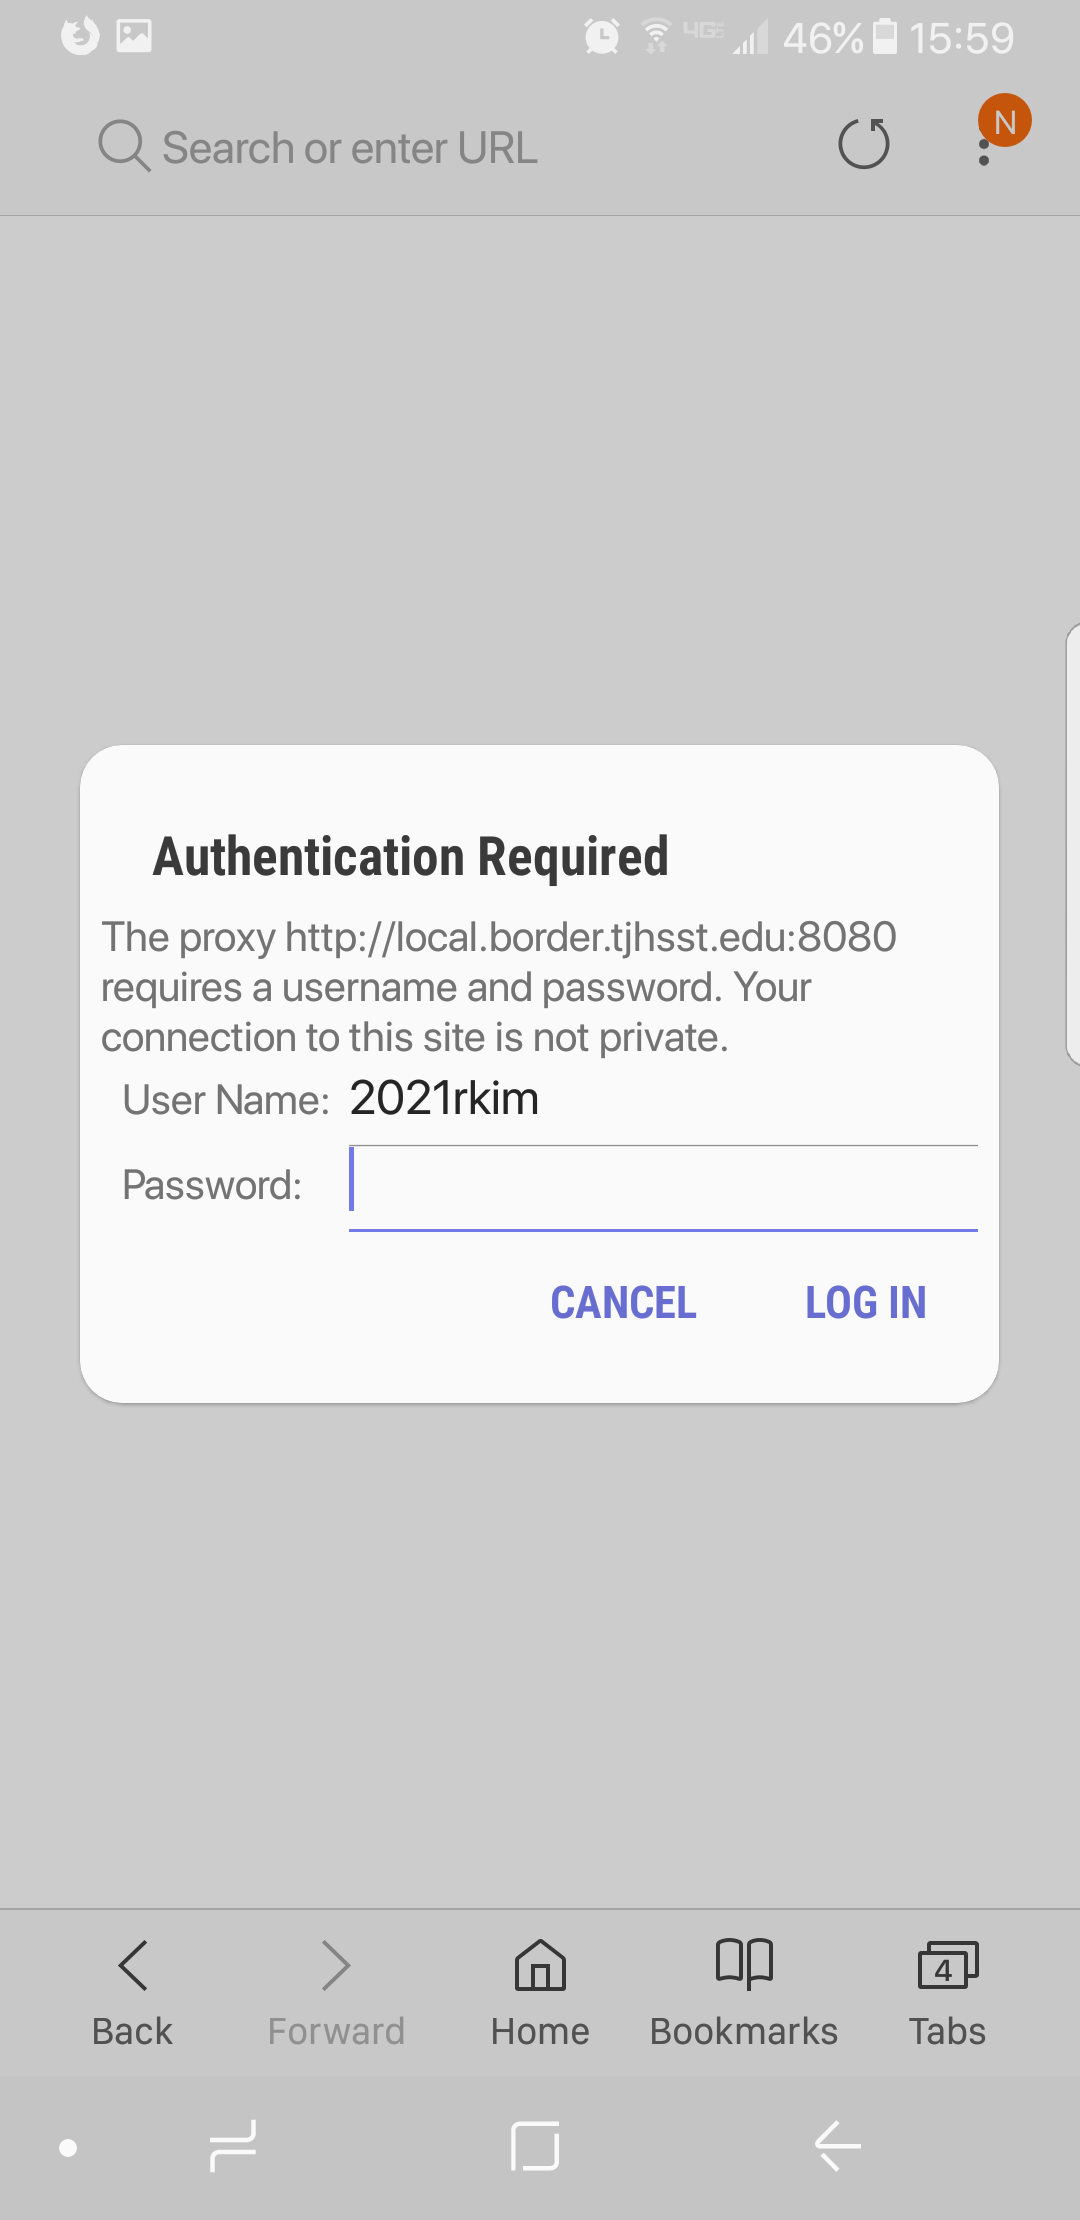 46% 15:59
Search or enter URL
N
Authentication Required
The proxy http://local.border.tjhsst.edu:8080
requires a username and password. Your
connection to this site is not private.
User Name: 2021rkim
Password:
CANCEL LOG IN
4
Back Forward Home Bookmarks Tabs